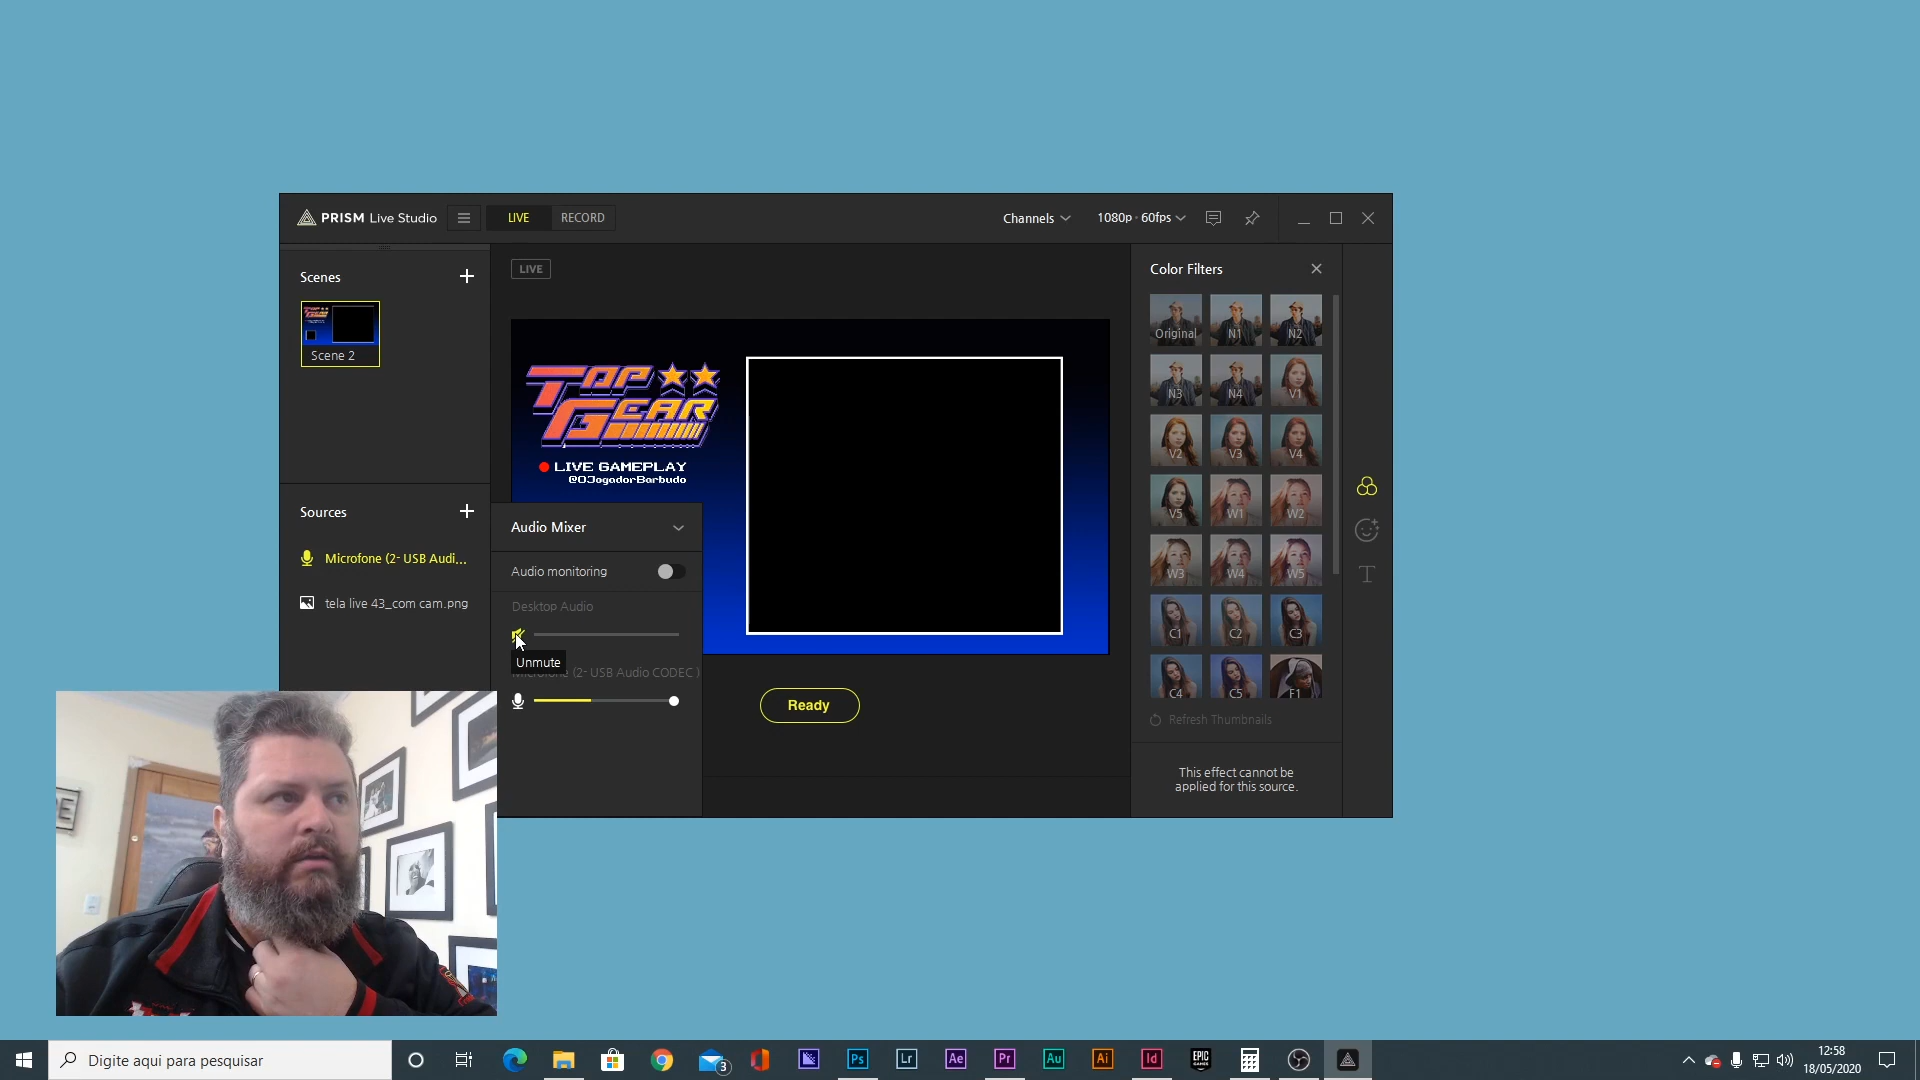 PRISM Live Studio
LIVE
RECORD
Channels
1080p · 60fps
Scenes
Scene 2
LIVE
TOP GEAR
LIVE GAMEPLAY
@OJogadorBarbudo
Color Filters
Original
N1
N2
N3
N4
V1
V2
V3
V4
V5
W1
W2
W3
W4
W5
C1
C2
C3
C4
C5
F1
Refresh Thumbnails
This effect cannot be
applied for this source.
Sources
Microfone (2- USB Audi...
tela live 43_com cam.png
Audio Mixer
Audio monitoring
Desktop Audio
Unmute
(2- USB Audio CODEC )
Ready
Digite aqui para pesquisar
3
Ps
Lr
Ae
Pr
Au
Ai
Id
EPIC
GAMES
12:58
18/05/2020